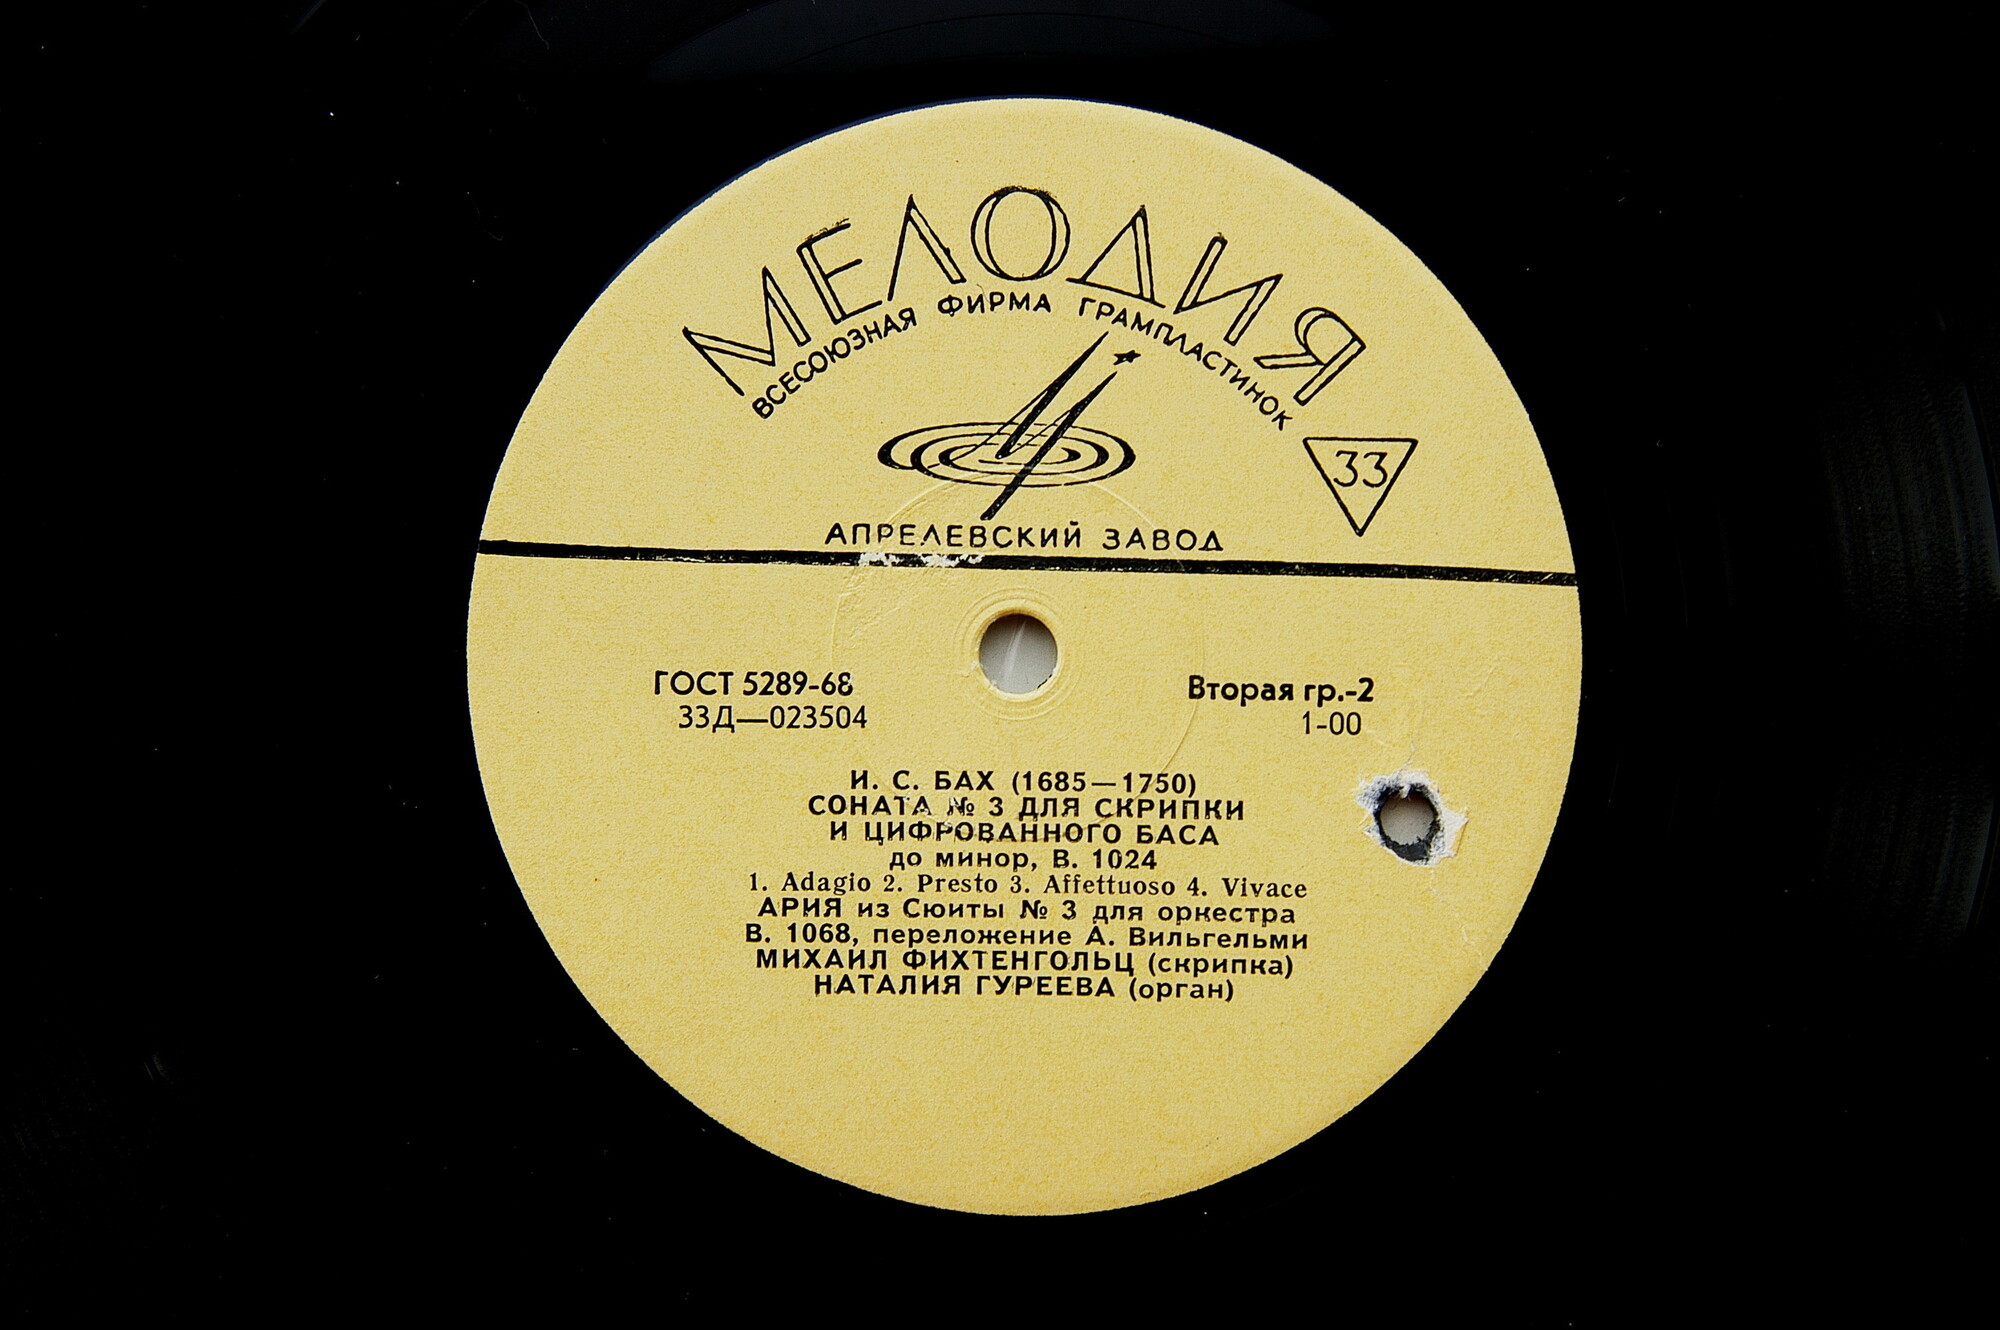 МЕЛОДИЯ
ВСЕСОЮЗНАЯ ФИРМА ГРАМПЛАСТИНОК
33
АПРЕЛЕВСКИЙ ЗАВОД
ГОСТ 5289-68
33Д—023504
Вторая гр.-2
1-00
И. С. БАХ (1685—1750)
СОНАТА № 3 ДЛЯ СКРИПКИ
И ЦИФРОВАННОГО БАСА
до минор, В. 1024
1. Adagio 2. Presto 3. Affettuoso 4. Vivace
АРИЯ из Сюиты № 3 для оркестра
В. 1068, переложение А. Вильгельми
МИХАИЛ ФИХТЕНГОЛЬЦ (скрипка)
НАТАЛИЯ ГУРЕЕВА (орган)